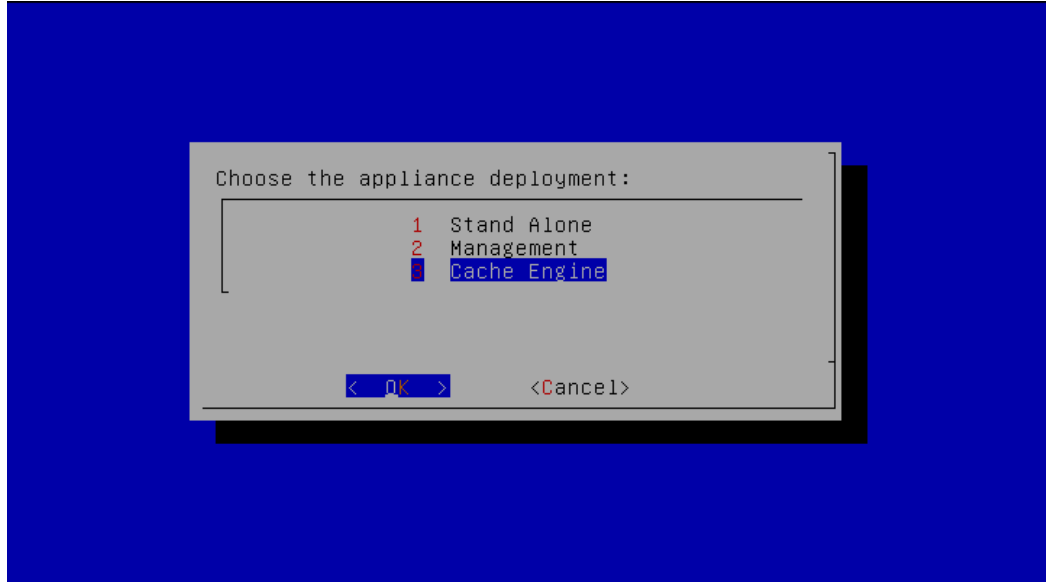 Choose the appliance deployment:
1 Stand Alone
2 Management
3 Cache Engine
< OK > <Cancel>